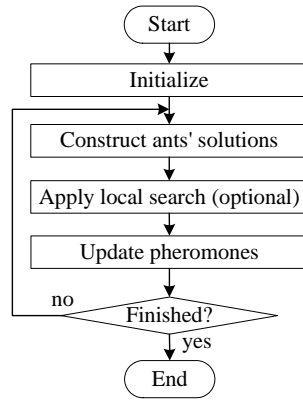 Start
Initialize
Construct ants' solutions
Apply local search (optional)
Update pheromones
no
Finished?
yes
End